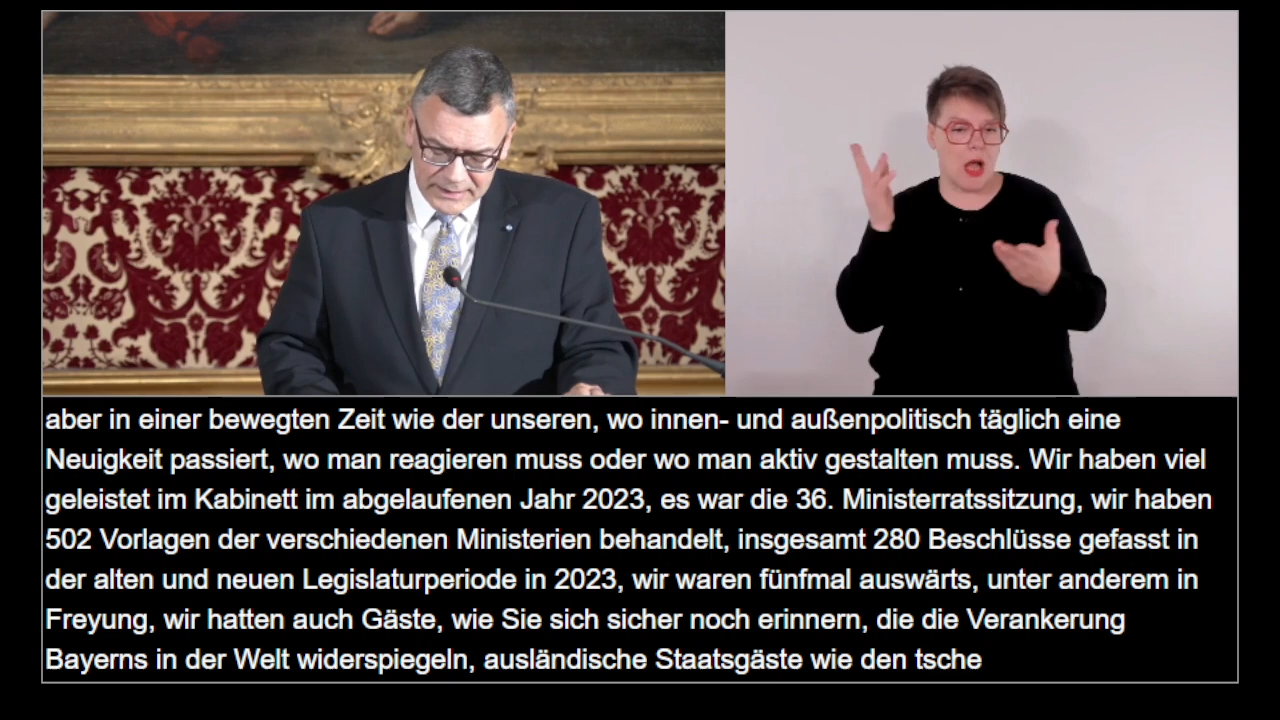 aber in einer bewegten Zeit wie der unseren, wo innen- und außenpolitisch täglich eine
Neuigkeit passiert, wo man reagieren muss oder wo man aktiv gestalten muss. Wir haben viel
geleistet im Kabinett im abgelaufenen Jahr 2023, es war die 36. Ministerratssitzung, wir haben
502 Vorlagen der verschiedenen Ministerien behandelt, insgesamt 280 Beschlüsse gefasst in
der alten und neuen Legislaturperiode in 2023, wir waren fünfmal auswärts, unter anderem in
Freyung, wir hatten auch Gäste, wie Sie sich sicher noch erinnern, die die Verankerung
Bayerns in der Welt widerspiegeln, ausländische Staatsgäste wie den tsche